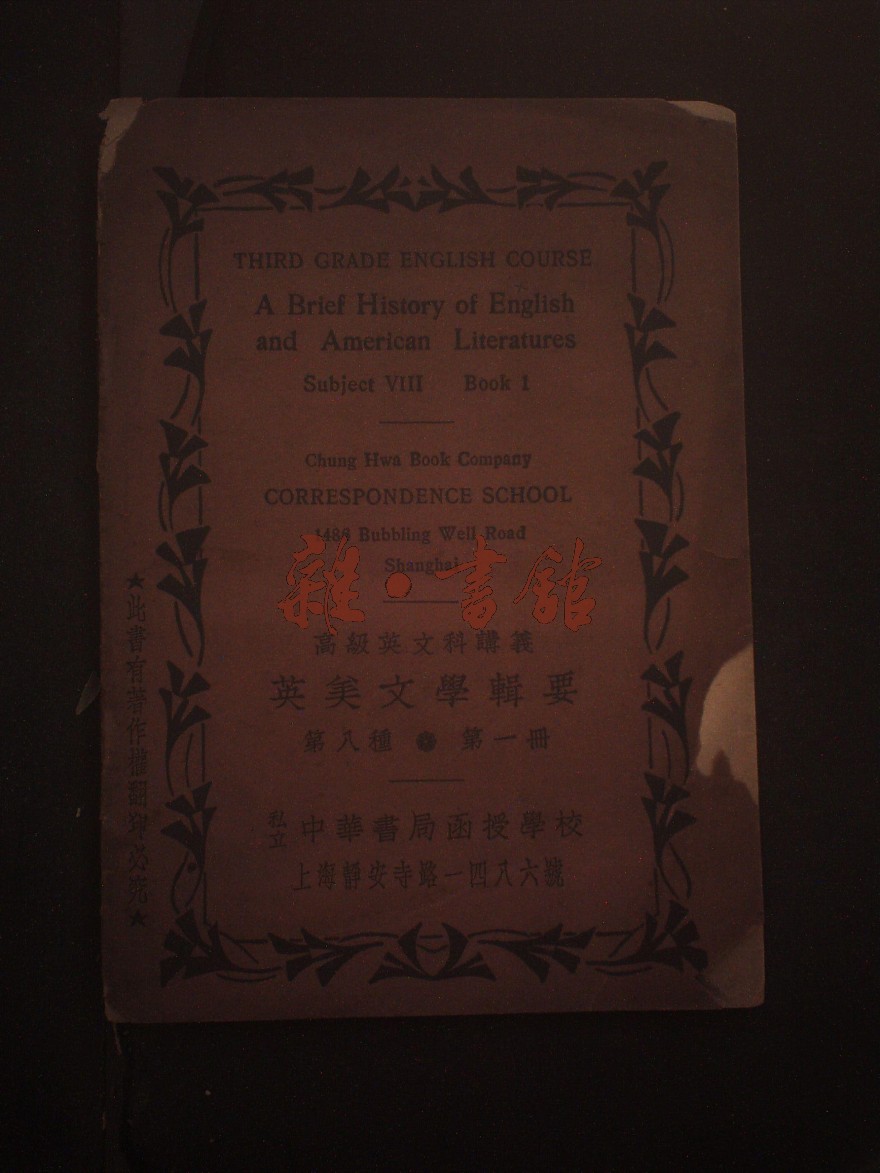 THIRD GRADE ENGLISH COURSE
A Brief History of English
and American Literatures
Subject VIII Book I
Chung Hwa Book Company
CORRESPONDENCE SCHOOL
1486 Bubbling Well Road
Shanghai
雜·書館
高級英文科講義
英美文學輯要
第八種 第一冊
私立中華書局函授學校
上海靜安寺路一四八六號
★此書有著作權翻印必究★